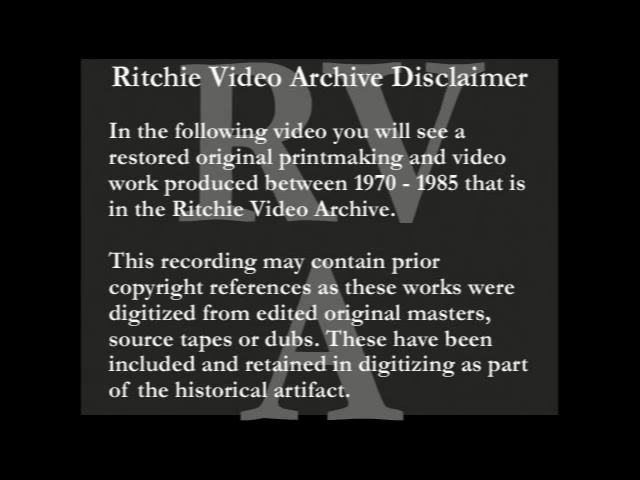 Ritchie Video Archive Disclaimer
In the following video you will see a
restored original printmaking and video
work produced between 1970 - 1985 that is
in the Ritchie Video Archive.
This recording may contain prior
copyright references as these works were
digitized from edited original masters,
source tapes or dubs. These have been
included and retained in digitizing as part
of the historical artifact.
RV
A